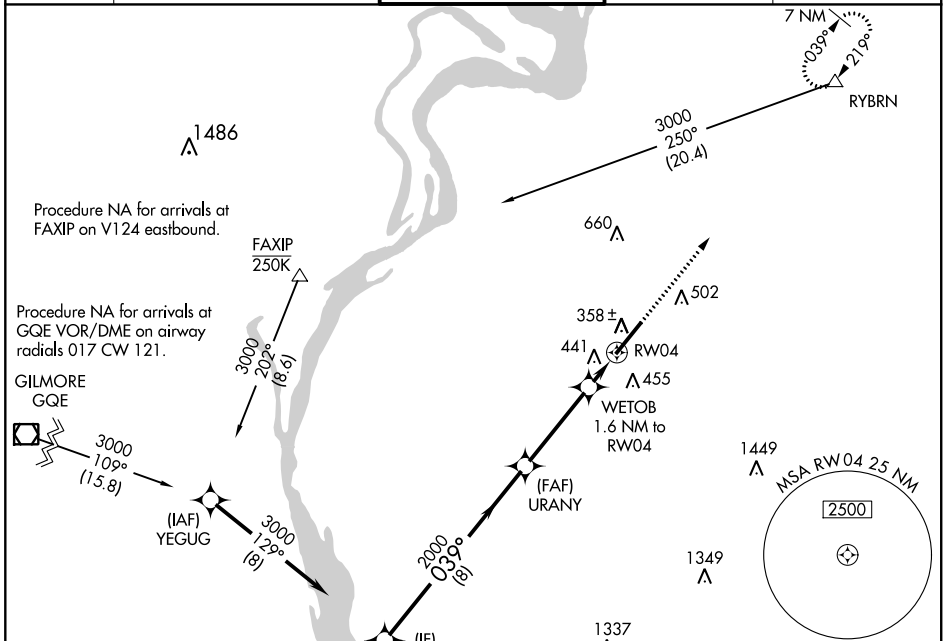 7 NM
039°
219°
RYBRN
3000
250°
(20.4)
1486
Procedure NA for arrivals at
FAXIP on V124 eastbound.
660
FAXIP
250K
502
Procedure NA for arrivals at
GQE VOR/DME on airway
radials 017 CW 121.
358±
3000
202°
(8.6)
441
RW04
GILMORE
GQE
455
WETOB
1.6 NM to
RW04
3000
109°
(15.8)
1449
MSA RW04 25 NM
2500
(FAF)
URANY
(IAF)
YEGUG
3000
129°
(8)
2000
039°
(8)
1349
1337
(IF)